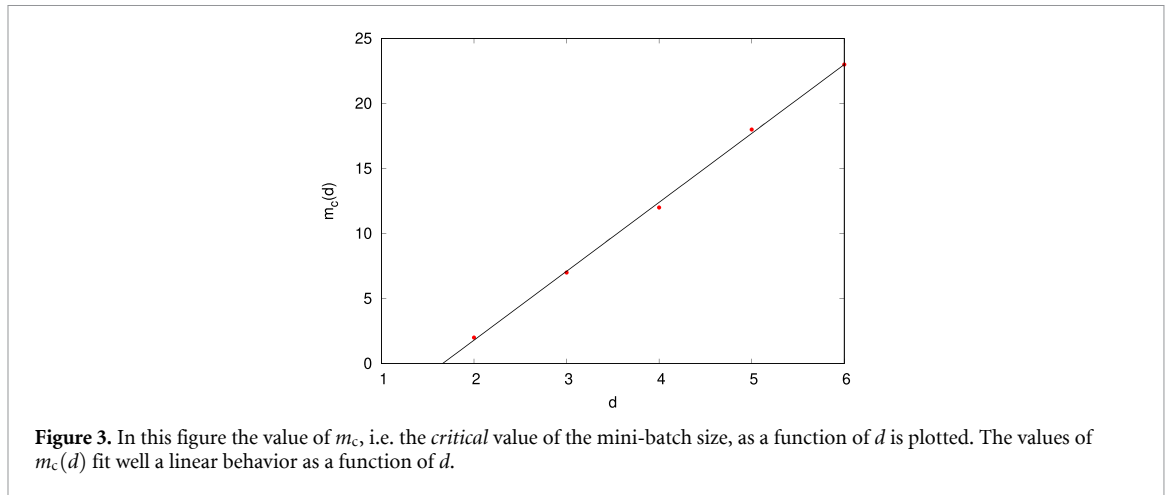 25
20
15
10
5
0
m_c(d)
1 2 3 4 5 6
d
Figure 3. In this figure the value of m_c, i.e. the critical value of the mini-batch size, as a function of d is plotted. The values of
m_c(d) fit well a linear behavior as a function of d.